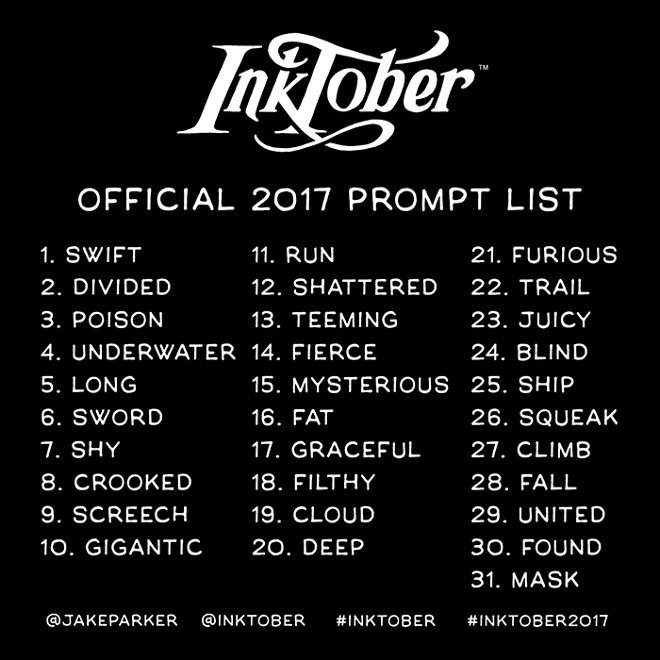 InkTober™
OFFICIAL 2017 PROMPT LIST
1. SWIFT
2. DIVIDED
3. POISON
4. UNDERWATER
5. LONG
6. SWORD
7. SHY
8. CROOKED
9. SCREECH
10. GIGANTIC
11. RUN
12. SHATTERED
13. TEEMING
14. FIERCE
15. MYSTERIOUS
16. FAT
17. GRACEFUL
18. FILTHY
19. CLOUD
20. DEEP
21. FURIOUS
22. TRAIL
23. JUICY
24. BLIND
25. SHIP
26. SQUEAK
27. CLIMB
28. FALL
29. UNITED
30. FOUND
31. MASK
@JAKEPARKER @INKTOBER #INKTOBER #INKTOBER2017